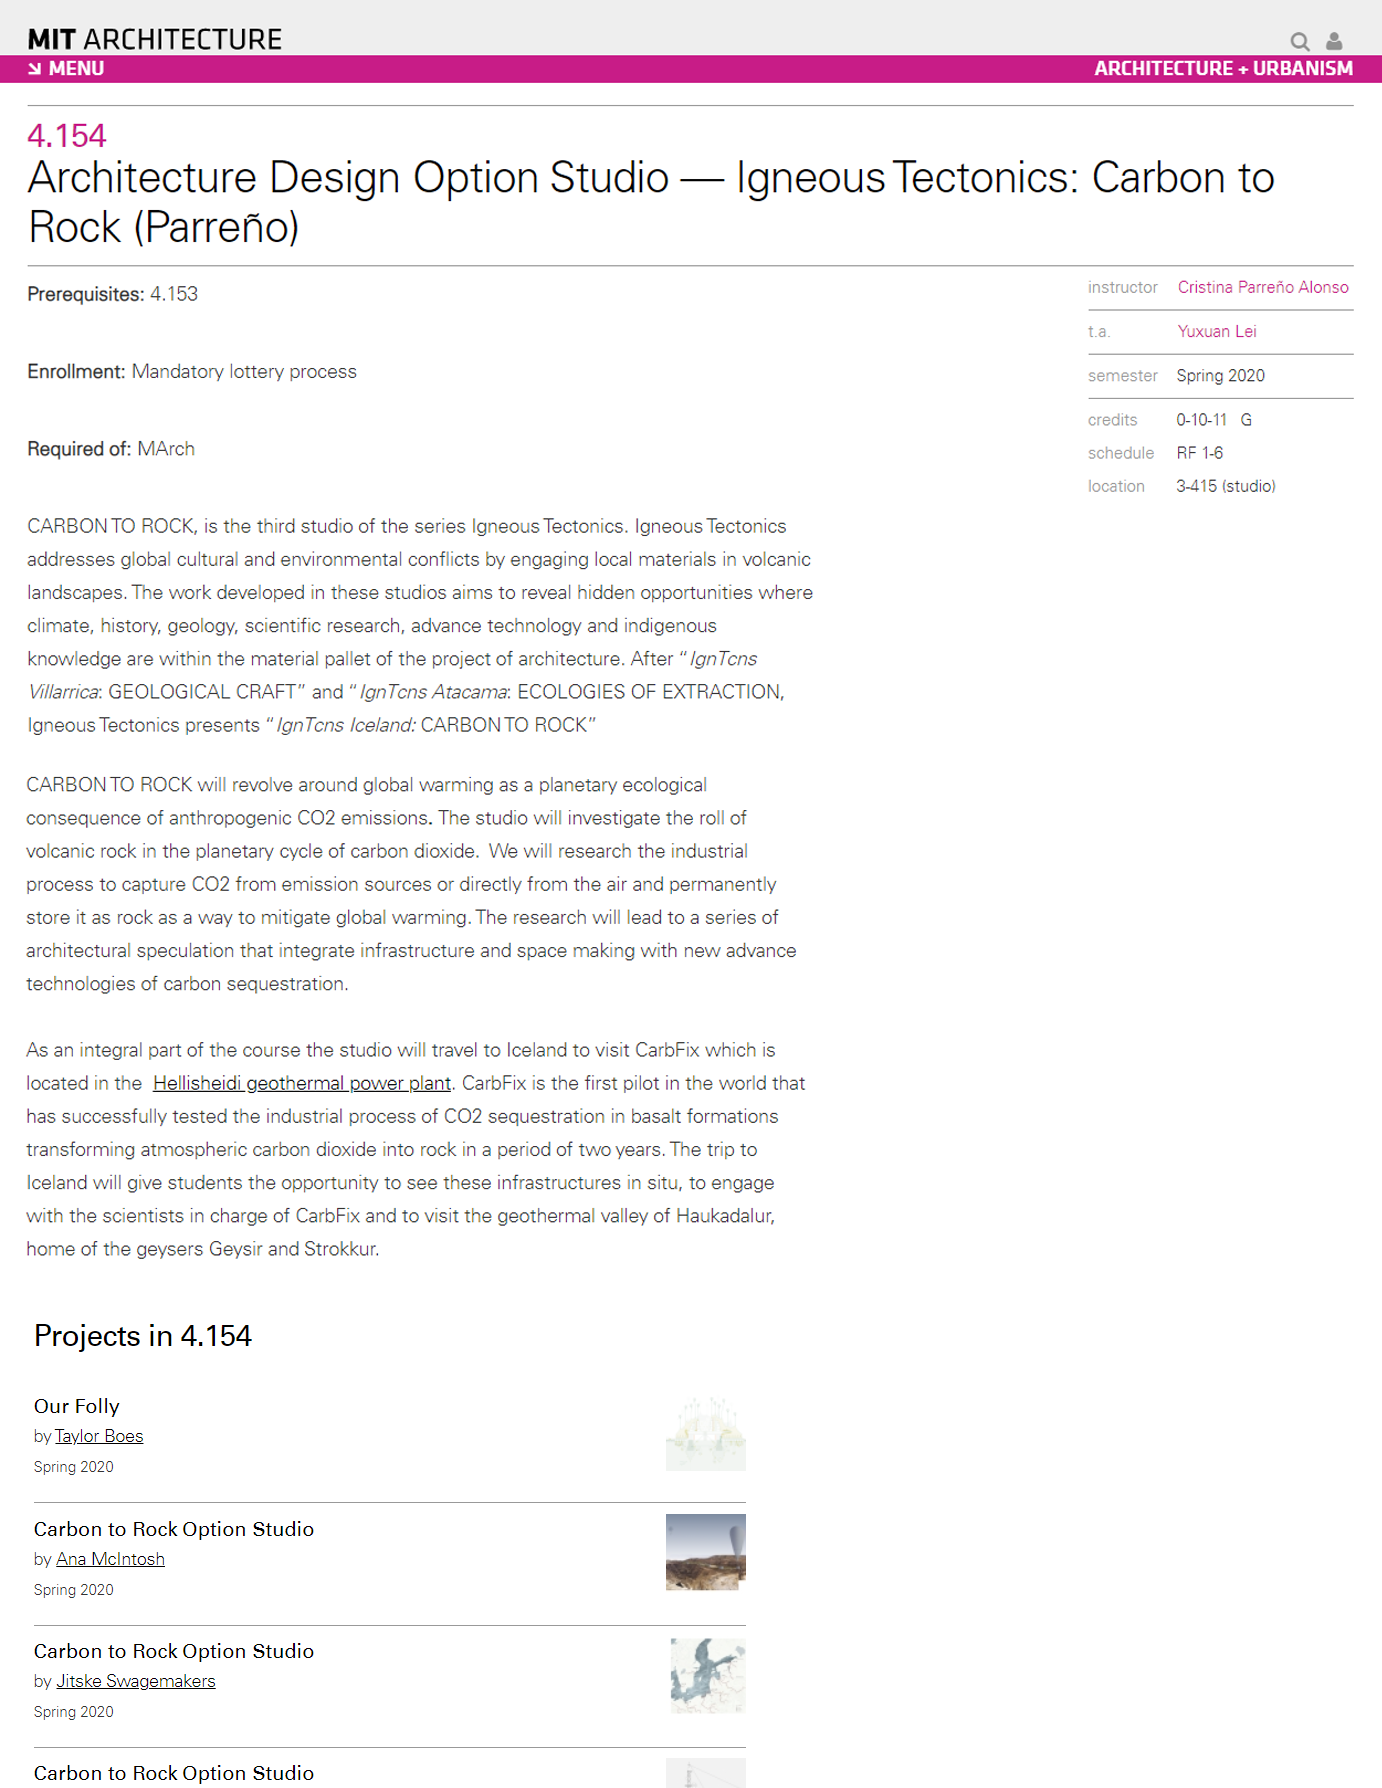 MIT ARCHITECTURE
MENU
ARCHITECTURE + URBANISM
4.154
Architecture Design Option Studio — Igneous Tectonics: Carbon to
Rock (Parreño)
Prerequisites: 4.153
Enrollment: Mandatory lottery process
Required of: MArch
instructor Cristina Parreño Alonso
t.a. Yuxuan Lei
semester Spring 2020
credits 0-10-11 G
schedule RF 1-6
location 3-415 (studio)
CARBON TO ROCK, is the third studio of the series Igneous Tectonics. Igneous Tectonics
addresses global cultural and environmental conflicts by engaging local materials in volcanic
landscapes. The work developed in these studios aims to reveal hidden opportunities where
climate, history, geology, scientific research, advance technology and indigenous
knowledge are within the material pallet of the project of architecture. After “IgnTcns
Villarrica: GEOLOGICAL CRAFT” and “IgnTcns Atacama: ECOLOGIES OF EXTRACTION,
Igneous Tectonics presents “IgnTcns Iceland: CARBON TO ROCK”
CARBON TO ROCK will revolve around global warming as a planetary ecological
consequence of anthropogenic CO2 emissions. The studio will investigate the roll of
volcanic rock in the planetary cycle of carbon dioxide.  We will research the industrial
process to capture CO2 from emission sources or directly from the air and permanently
store it as rock as a way to mitigate global warming. The research will lead to a series of
architectural speculation that integrate infrastructure and space making with new advance
technologies of carbon sequestration.
As an integral part of the course the studio will travel to Iceland to visit CarbFix which is
located in the  Hellisheidi geothermal power plant. CarbFix is the first pilot in the world that
has successfully tested the industrial process of CO2 sequestration in basalt formations
transforming atmospheric carbon dioxide into rock in a period of two years. The trip to
Iceland will give students the opportunity to see these infrastructures in situ, to engage
with the scientists in charge of CarbFix and to visit the geothermal valley of Haukadalur,
home of the geysers Geysir and Strokkur.
Projects in 4.154
Our Folly
by Taylor Boes
Spring 2020
Carbon to Rock Option Studio
by Ana McIntosh
Spring 2020
Carbon to Rock Option Studio
by Jitske Swagemakers
Spring 2020
Carbon to Rock Option Studio